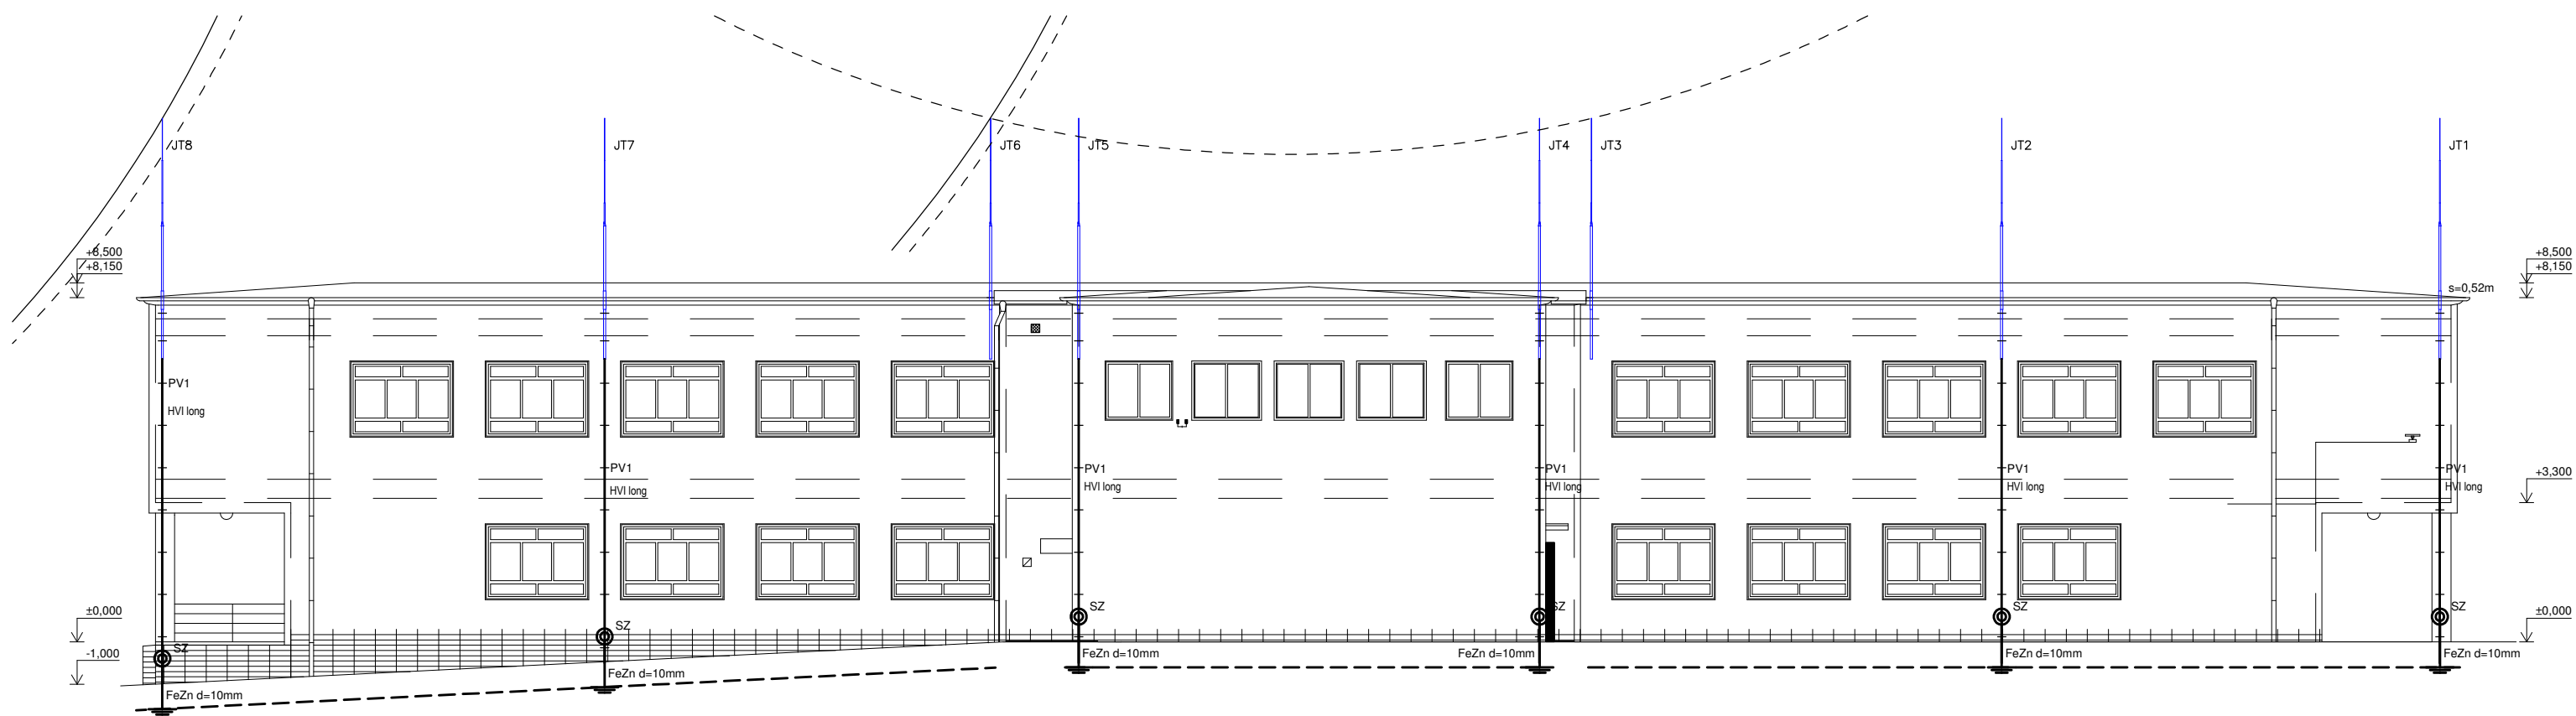 JT8
JT7
JT6
JT5
JT4
JT3
JT2
JT1
+8,500
+8,150
+8,500
+8,150
s=0,52m
PV1
HVI long
PV1
HVI long
PV1
HVI long
PV1
HVI long
PV1
HVI long
PV1
HVI long
+3,300
±0,000
SZ
SZ
SZ
SZ
±0,000
SZ
SZ
-1,000
FeZn d=10mm
FeZn d=10mm
FeZn d=10mm
FeZn d=10mm
FeZn d=10mm
FeZn d=10mm